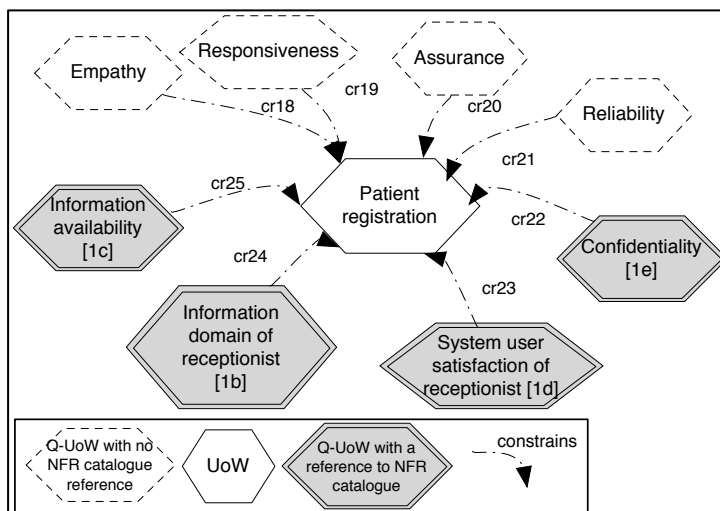 Responsiveness
Assurance
Empathy
Reliability
cr18
cr19
cr20
cr21
Patient
registration
cr25
cr22
Information
availability
[1c]
Confidentiality
[1e]
cr24
cr23
Information
domain of
receptionist
[1b]
System user
satisfaction of
receptionist [1d]
Q-UoW with no
NFR catalogue
reference
UoW
Q-UoW with a
reference to NFR
catalogue
constrains